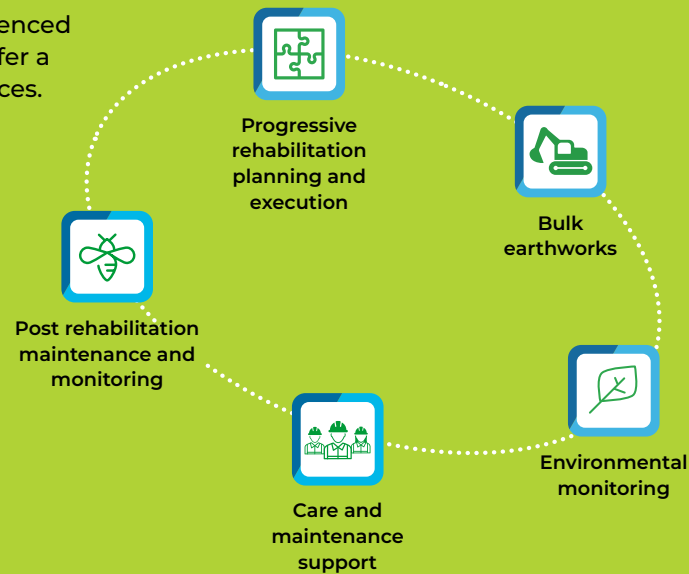 fer a
ces.
Progressive
rehabilitation
planning and
execution
Bulk
earthworks
Post rehabilitation
maintenance and
monitoring
Environmental
monitoring
Care and
maintenance
support